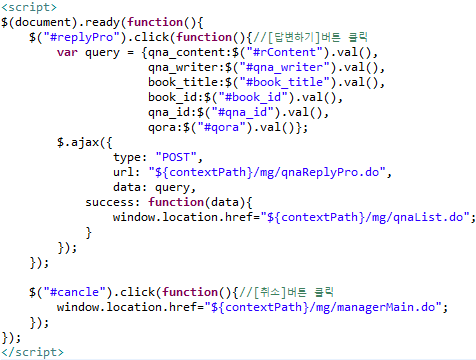 <script>
$(document).ready(function(){
    $("#replyPro").click(function(){//[답변하기]버튼 클릭
        var query = {qna_content:$("#rContent").val(),
                     qna_writer:$("#qna_writer").val(),
                     book_title:$("#book_title").val(),
                     book_id:$("#book_id").val(),
                     qna_id:$("#qna_id").val(),
                     qora:$("#qora").val()};
        $.ajax({
                type: "POST",
                url: "${contextPath}/mg/qnaReplyPro.do",
                data: query,
            success: function(data){
                window.location.href="${contextPath}/mg/qnaList.do";
            }
        });
    });
    $("#cancle").click(function(){//[취소]버튼 클릭
        window.location.href="${contextPath}/mg/managerMain.do";
    });
});
</script>